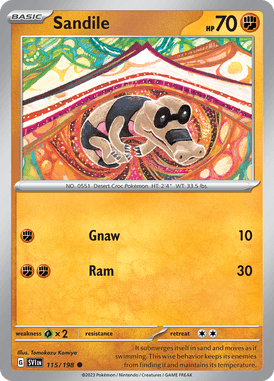 BASIC
Sandile
HP 70
NO. 0551 Desert Croc Pokémon HT: 2'4" WT: 33.5 lbs.
Gnaw 10
Ram 30
weakness ×2 resistance retreat
Illus. Tomokazu Komiya
G SVI EN 115/198
It submerges itself in sand and moves as if
swimming. This wise behavior keeps its enemies
from finding it and maintains its temperature.
©2023 Pokémon / Nintendo / Creatures / GAME FREAK